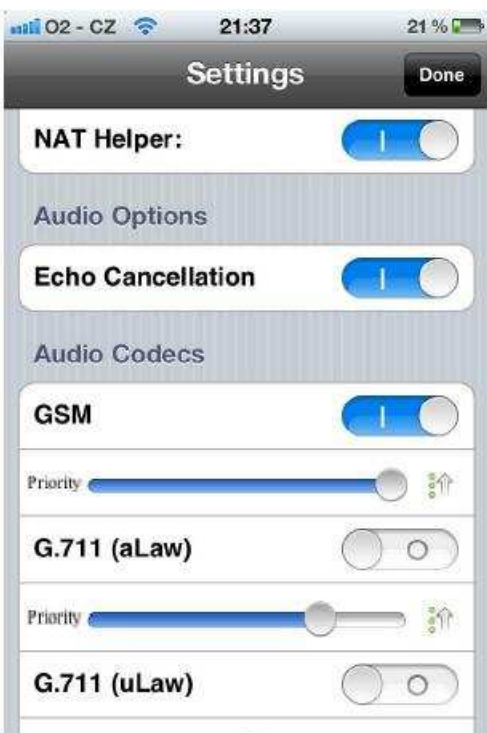 O2 - CZ 21:37 21 %
Settings Done
NAT Helper:
Audio Options
Echo Cancellation
Audio Codecs
GSM
Priority
G.711 (aLaw)
Priority
G.711 (uLaw)